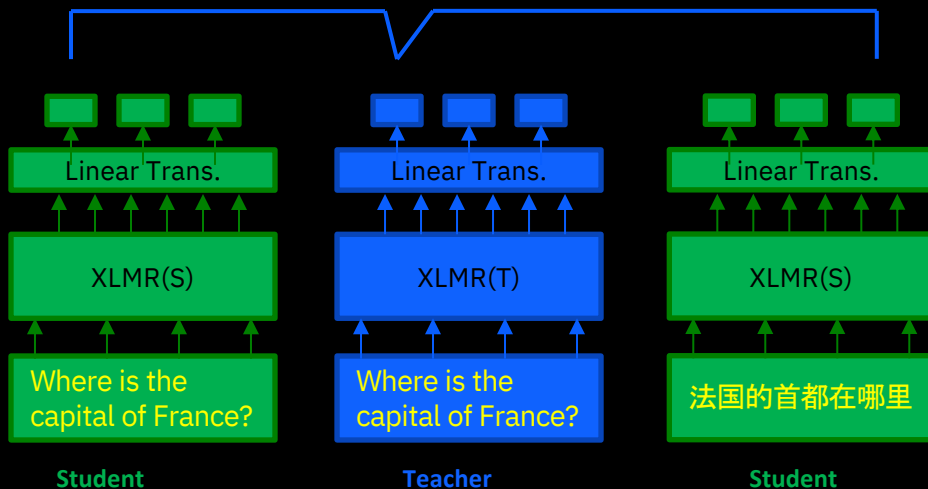 Linear Trans.
Linear Trans.
Linear Trans.
XLMR(S)
XLMR(T)
XLMR(S)
Where is the
capital of France?
Where is the
capital of France?
法国的首都在哪里
Student
Teacher
Student